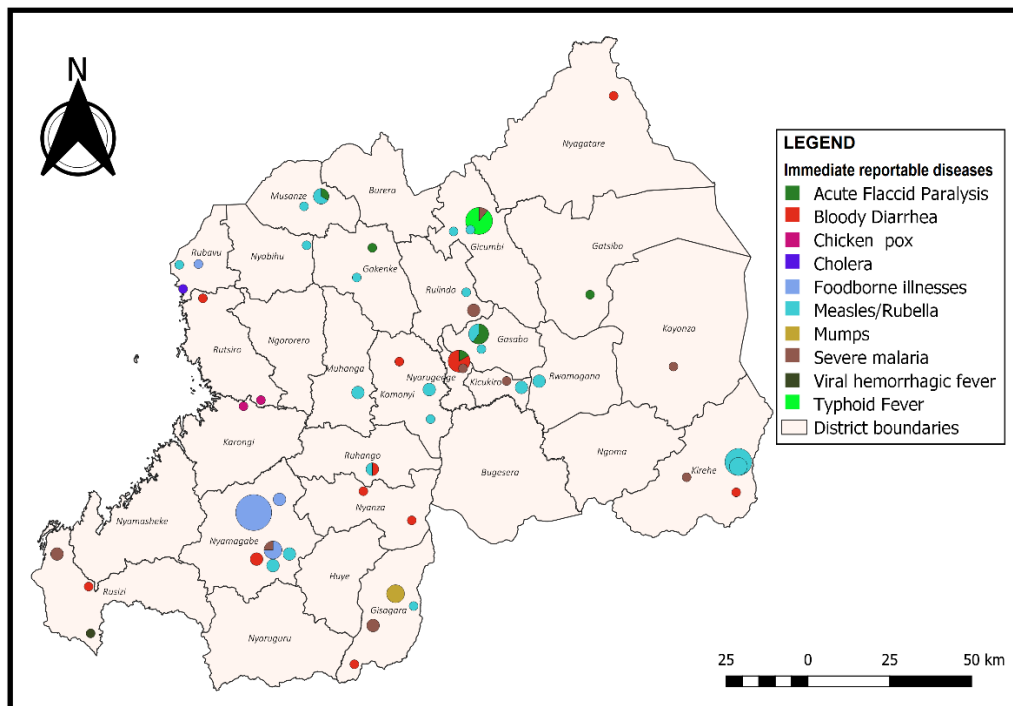 N
Nyagatare
LEGEND
Immediate reportable diseases
Acute Flaccid Paralysis
Bloody Diarrhea
Chicken pox
Cholera
Foodborne illnesses
Measles/Rubella
Mumps
Severe malaria
Viral hemorrhagic fever
Typhoid Fever
District boundaries
Burera
Musanze
Gicumbi
Gatsibo
Rubavu
Nyabihu
Gakenke
Rulindo
Kayonza
Gasabo
Rutsiro
Ngororero
Muhanga
Nyarugenge
Kicukiro
Rwamagana
Kamonyi
Karongi
Ruhango
Bugesera
Ngoma
Kirehe
Nyanza
Nyamasheke
Nyamagabe
Huye
Rusizi
Gisagara
Nyaruguru
25 0 25 50 km